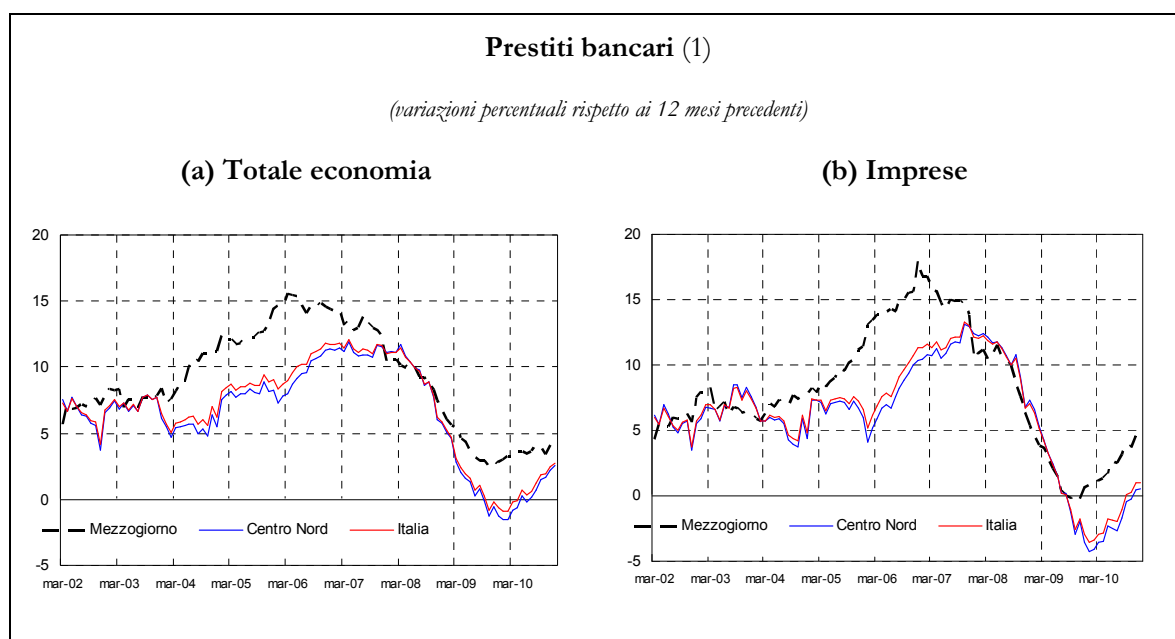 Prestiti bancari (1)
(variazioni percentuali rispetto ai 12 mesi precedenti)
(a) Totale economia
(b) Imprese
20
15
10
5
0
-5
Mezzogiorno Centro Nord Italia
mar-02 mar-03 mar-04 mar-05 mar-06 mar-07 mar-08 mar-09 mar-10
20
15
10
5
0
-5
Mezzogiorno Centro Nord Italia
mar-02 mar-03 mar-04 mar-05 mar-06 mar-07 mar-08 mar-09 mar-10